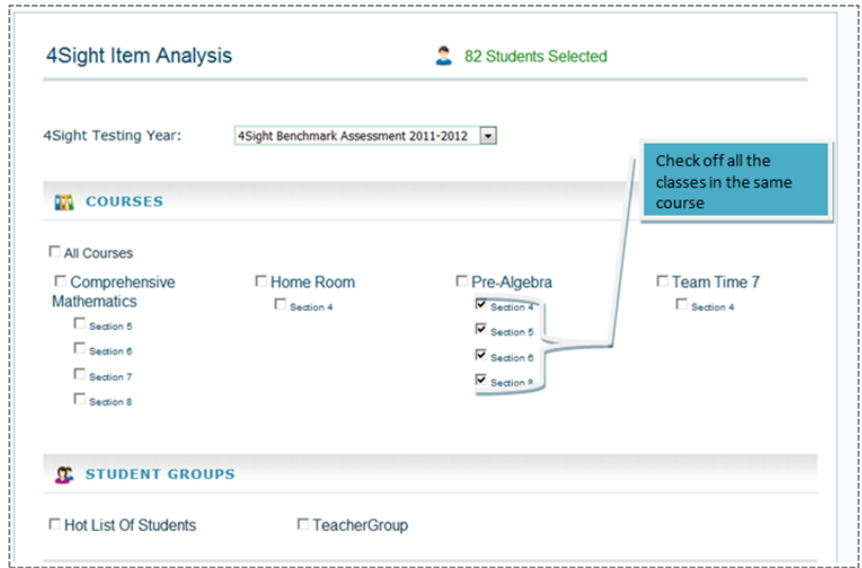 4Sight Item Analysis
82 Students Selected
4Sight Testing Year:
4Sight Benchmark Assessment 2011-2012
Check off all the
classes in the same
course
COURSES
All Courses
Comprehensive
Mathematics
Section 5
Section 6
Section 7
Section 8
Home Room
Section 4
Pre-Algebra
Section 4
Section 5
Section 6
Section 8
Team Time 7
Section 4
STUDENT GROUPS
Hot List Of Students
TeacherGroup